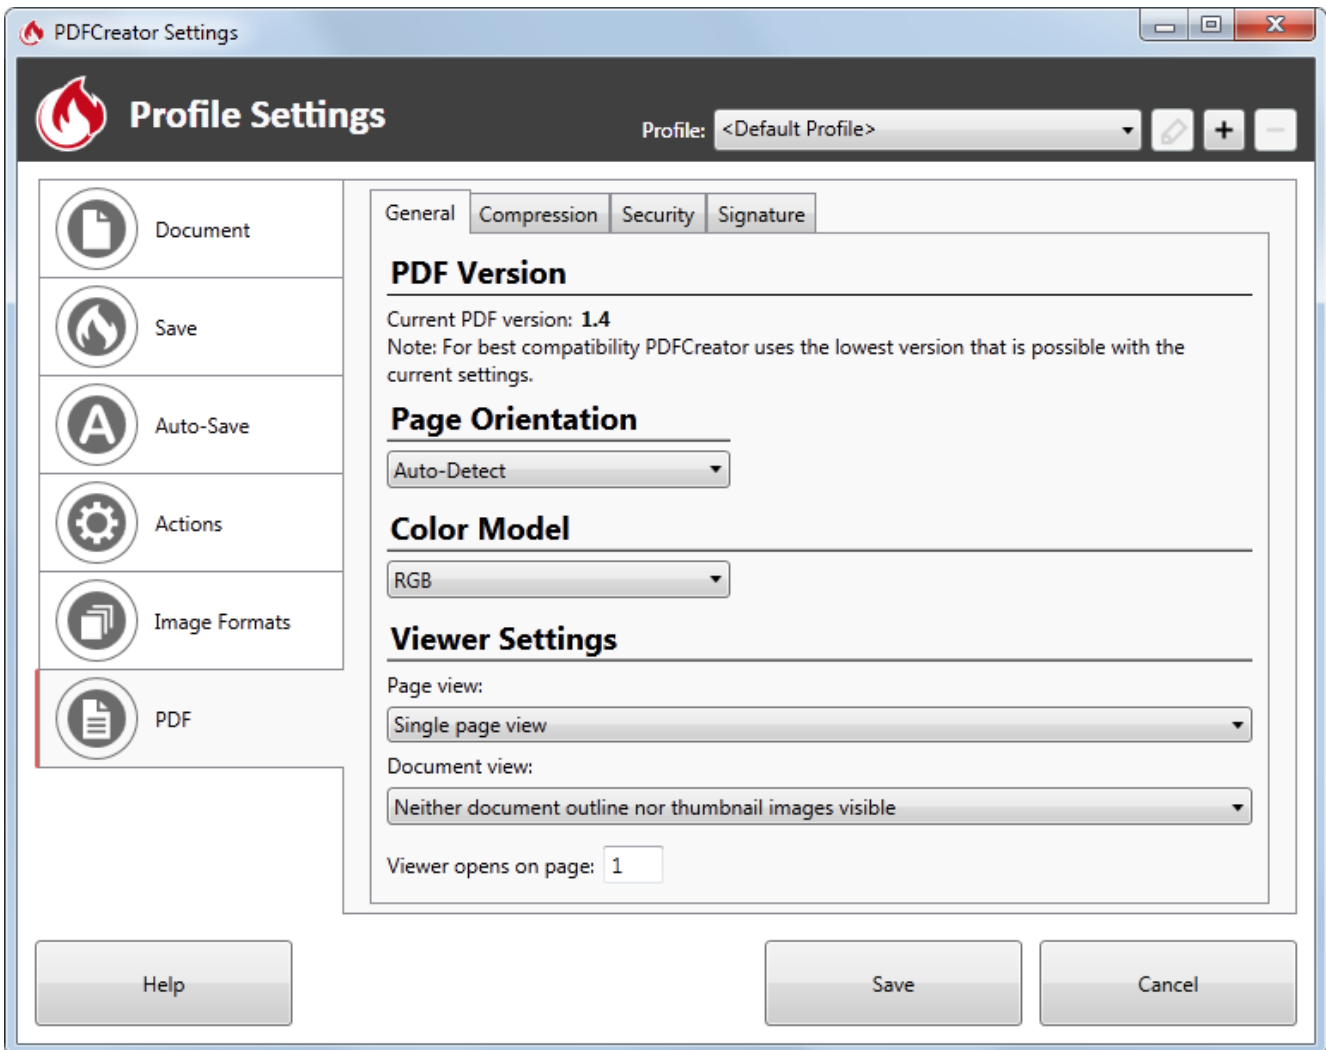 PDFCreator Settings
Profile Settings
Profile: <Default Profile>
Document
Save
Auto-Save
Actions
Image Formats
PDF
General Compression Security Signature
PDF Version
Current PDF version: 1.4
Note: For best compatibility PDFCreator uses the lowest version that is possible with the
current settings.
Page Orientation
Auto-Detect
Color Model
RGB
Viewer Settings
Page view:
Single page view
Document view:
Neither document outline nor thumbnail images visible
Viewer opens on page: 1
Help Save Cancel